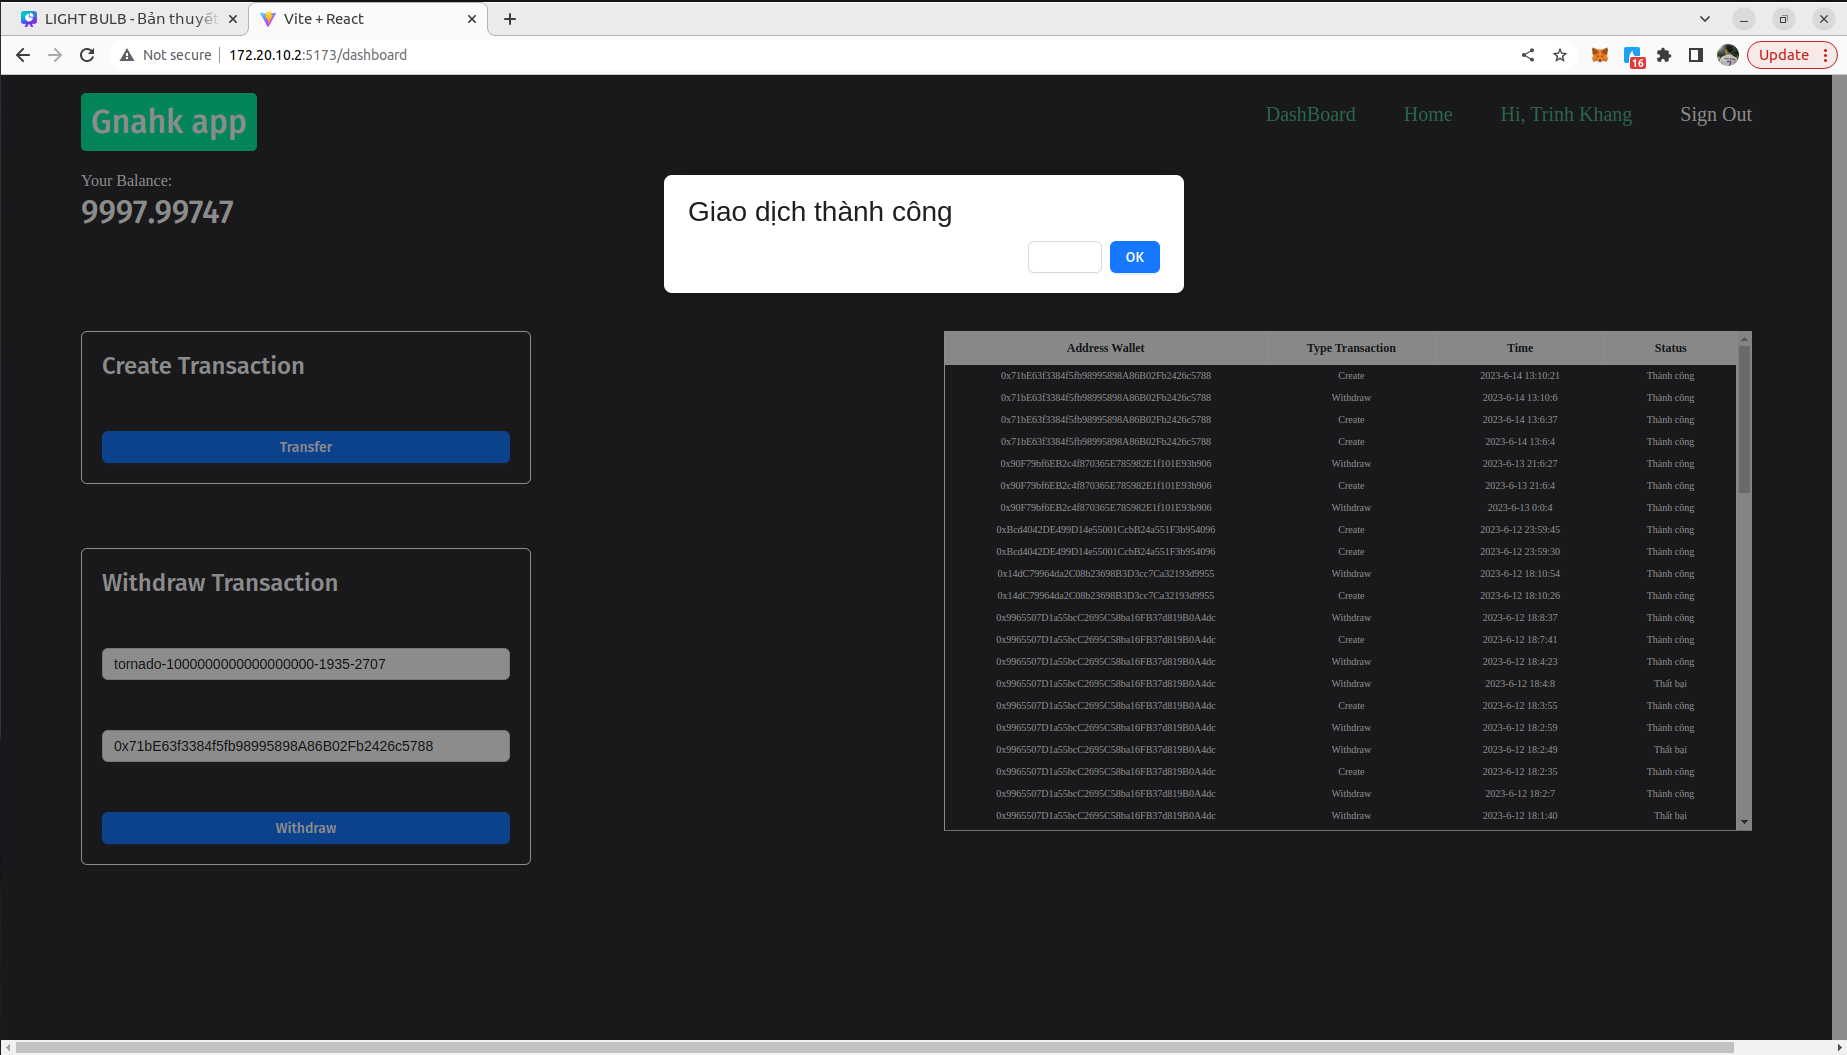 LIGHT BULB - Bản thuyết
Vite + React
Not secure
172.20.10.2:5173/dashboard
16
Update
Gnahk app
DashBoard
Home
Hi, Trinh Khang
Sign Out
Your Balance:
9997.99747
Giao dịch thành công
OK
Create Transaction
Transfer
Withdraw Transaction
tornado-1000000000000000000-1935-2707
0x71bE63f3384f5fb98995898A86B02Fb2426c5788
Withdraw
Address Wallet Type Transaction Time Status
0x71bE63f3384f5fb98995898A86B02Fb2426c5788 Create 2023-6-14 13:10:21 Thành công
0x71bE63f3384f5fb98995898A86B02Fb2426c5788 Withdraw 2023-6-14 13:10:6 Thành công
0x71bE63f3384f5fb98995898A86B02Fb2426c5788 Create 2023-6-14 13:6:37 Thành công
0x71bE63f3384f5fb98995898A86B02Fb2426c5788 Create 2023-6-14 13:6:4 Thành công
0x90F79bf6EB2c4f870365E785982E1f101E93b906 Withdraw 2023-6-13 21:6:27 Thành công
0x90F79bf6EB2c4f870365E785982E1f101E93b906 Create 2023-6-13 21:6:4 Thành công
0x90F79bf6EB2c4f870365E785982E1f101E93b906 Withdraw 2023-6-13 0:0:4 Thành công
0xBcd4042DE499D14e55001CcbB24a551F3b954096 Create 2023-6-12 23:59:45 Thành công
0xBcd4042DE499D14e55001CcbB24a551F3b954096 Create 2023-6-12 23:59:30 Thành công
0x14dC79964da2C08b23698B3D3cc7Ca32193d9955 Withdraw 2023-6-12 18:10:54 Thành công
0x14dC79964da2C08b23698B3D3cc7Ca32193d9955 Create 2023-6-12 18:10:26 Thành công
0x9965507D1a55bcC2695C58ba16FB37d819B0A4dc Withdraw 2023-6-12 18:8:37 Thành công
0x9965507D1a55bcC2695C58ba16FB37d819B0A4dc Create 2023-6-12 18:7:41 Thành công
0x9965507D1a55bcC2695C58ba16FB37d819B0A4dc Withdraw 2023-6-12 18:4:23 Thành công
0x9965507D1a55bcC2695C58ba16FB37d819B0A4dc Withdraw 2023-6-12 18:4:8 Thất bại
0x9965507D1a55bcC2695C58ba16FB37d819B0A4dc Create 2023-6-12 18:3:55 Thành công
0x9965507D1a55bcC2695C58ba16FB37d819B0A4dc Withdraw 2023-6-12 18:2:59 Thành công
0x9965507D1a55bcC2695C58ba16FB37d819B0A4dc Withdraw 2023-6-12 18:2:49 Thất bại
0x9965507D1a55bcC2695C58ba16FB37d819B0A4dc Create 2023-6-12 18:2:35 Thành công
0x9965507D1a55bcC2695C58ba16FB37d819B0A4dc Withdraw 2023-6-12 18:2:7 Thành công
0x9965507D1a55bcC2695C58ba16FB37d819B0A4dc Withdraw 2023-6-12 18:1:40 Thất bại